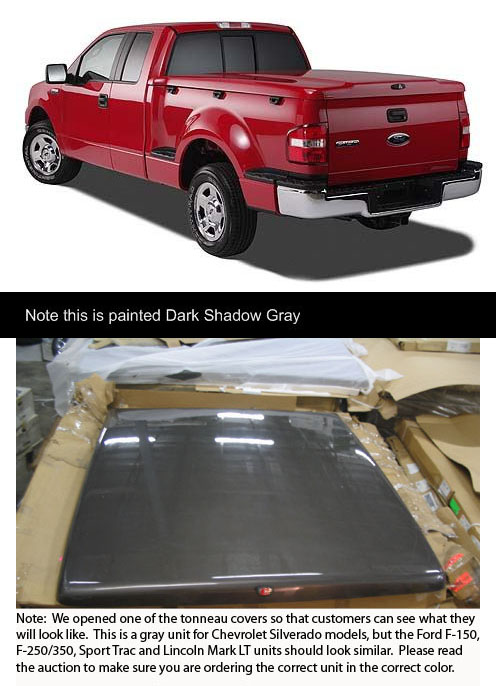 Note this is painted Dark Shadow Gray
Note:  We opened one of the tonneau covers so that customers can see what they
will look like.  This is a gray unit for Chevrolet Silverado models, but the Ford F-150,
F-250/350, Sport Trac and Lincoln Mark LT units should look similar.  Please read
the auction to make sure you are ordering the correct unit in the correct color.